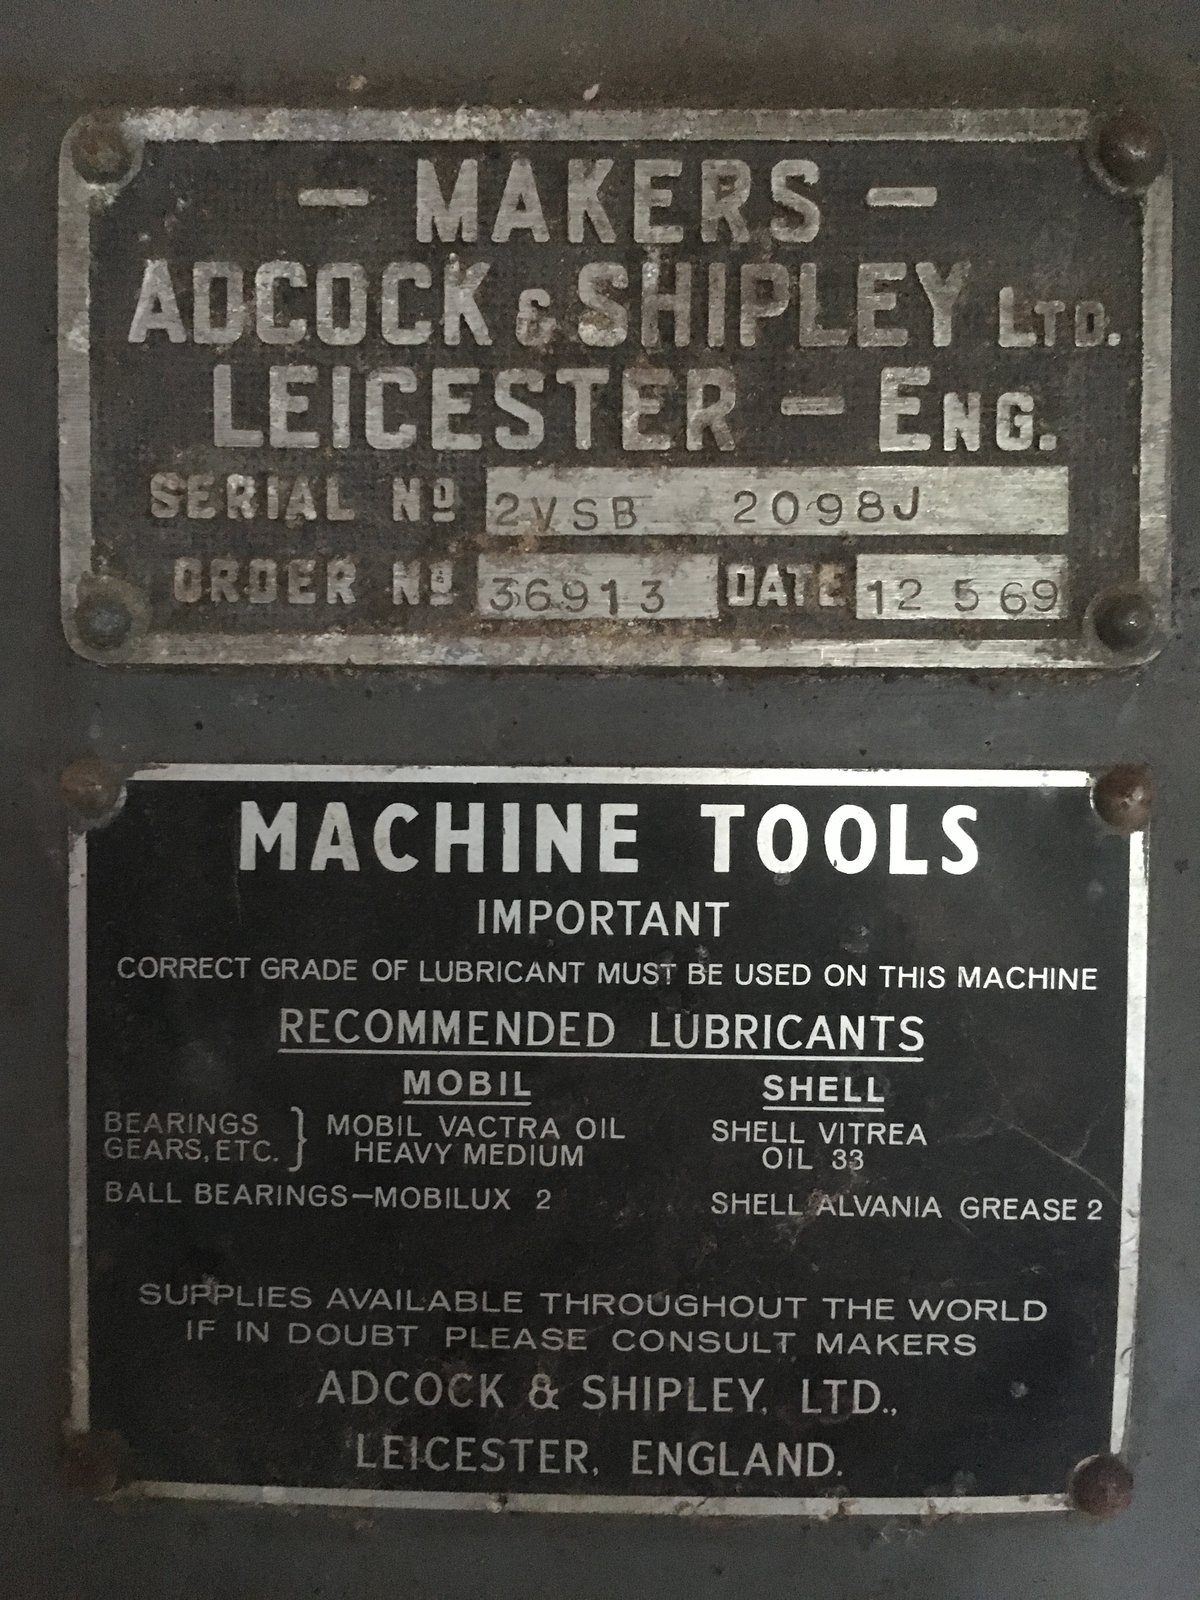 — MAKERS —
ADCOCK & SHIPLEY LTD.
LEICESTER — ENG.
SERIAL Nº 2VSB 2098J
ORDER Nº 36913 DATE 12 5 69
MACHINE TOOLS
IMPORTANT
CORRECT GRADE OF LUBRICANT MUST BE USED ON THIS MACHINE
RECOMMENDED LUBRICANTS
MOBIL SHELL
BEARINGS } MOBIL VACTRA OIL SHELL VITREA
GEARS, ETC. HEAVY MEDIUM OIL 33
BALL BEARINGS—MOBILUX 2 SHELL ALVANIA GREASE 2
SUPPLIES AVAILABLE THROUGHOUT THE WORLD
IF IN DOUBT PLEASE CONSULT MAKERS
ADCOCK & SHIPLEY, LTD.,
LEICESTER, ENGLAND.